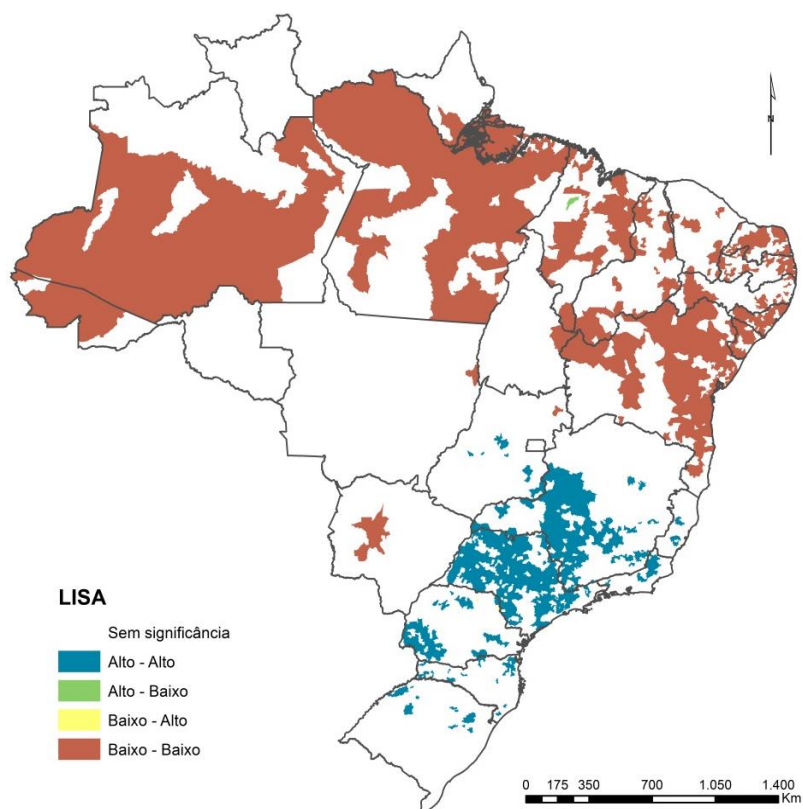 N
LISA
Sem significância
Alto - Alto
Alto - Baixo
Baixo - Alto
Baixo - Baixo
0 175 350 700 1.050 1.400
Km